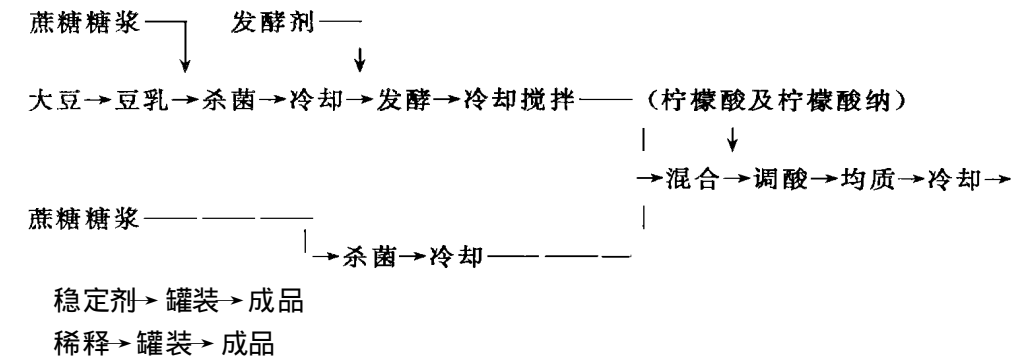 蔗糖糖浆 发酵剂
大豆→豆乳→杀菌→冷却→发酵→冷却搅拌——（柠檬酸及柠檬酸纳）
→混合→调酸→均质→冷却→
蔗糖糖浆
→杀菌→冷却
稳定剂→罐装→成品
稀释→罐装→成品